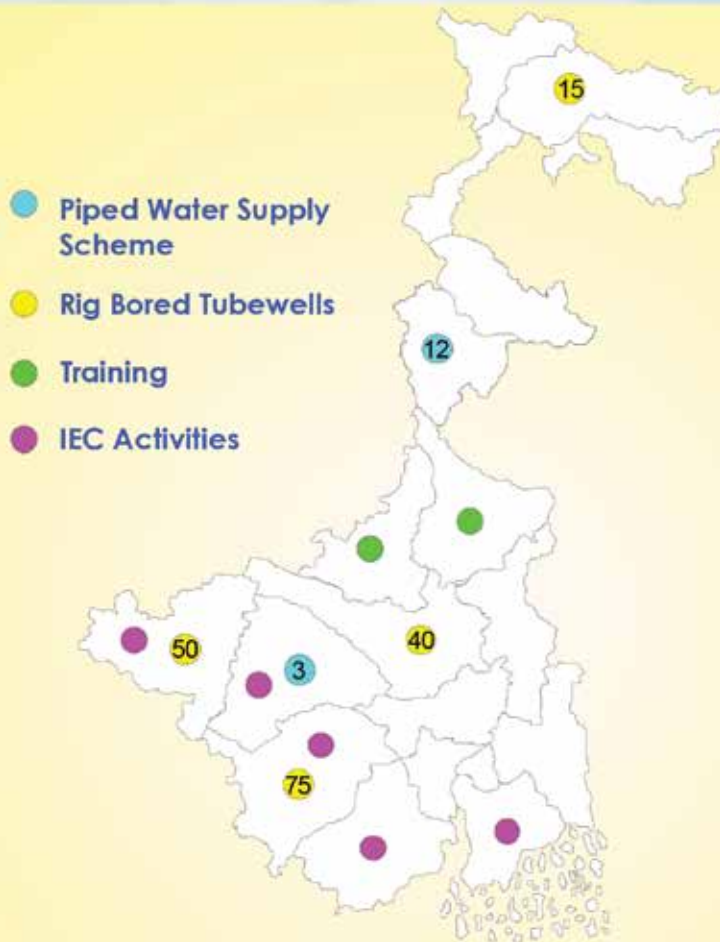 15
Piped Water Supply
Scheme
Rig Bored Tubewells
12
Training
IEC Activities
50
40
3
75